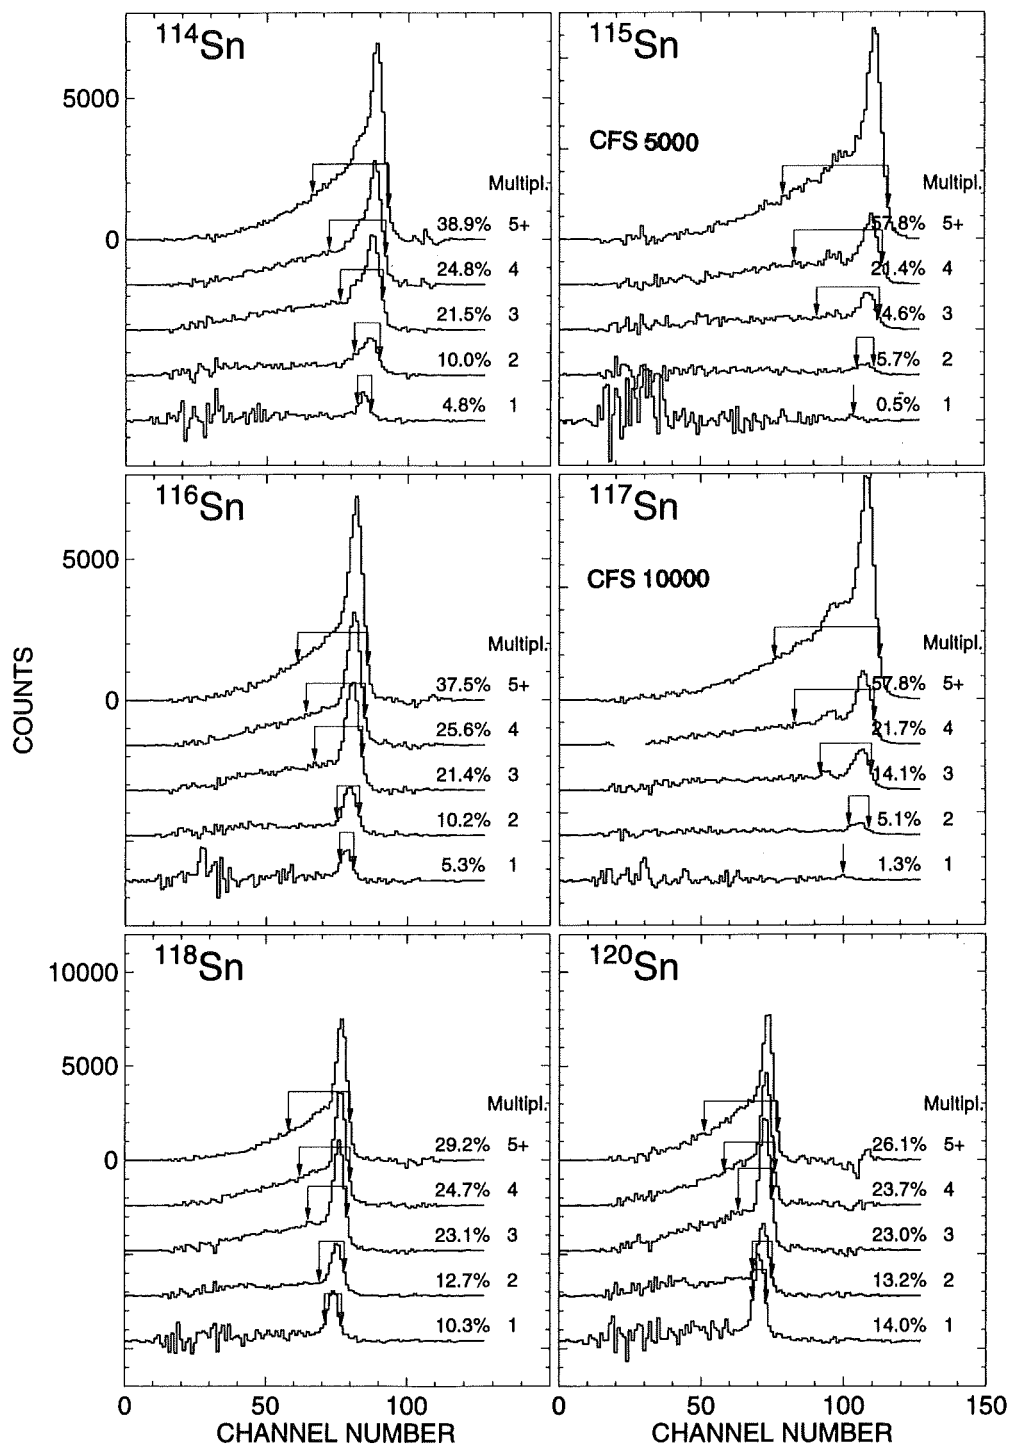 114Sn
5000
0
Multipl.
38.9% 5+
24.8% 4
21.5% 3
10.0% 2
4.8% 1
115Sn
CFS 5000
Multipl.
57.8% 5+
21.4% 4
14.6% 3
5.7% 2
0.5% 1
COUNTS
116Sn
5000
0
Multipl.
37.5% 5+
25.6% 4
21.4% 3
10.2% 2
5.3% 1
117Sn
CFS 10000
Multipl.
57.8% 5+
21.7% 4
14.1% 3
5.1% 2
1.3% 1
118Sn
10000
5000
0
Multipl.
29.2% 5+
24.7% 4
23.1% 3
12.7% 2
10.3% 1
0 50 100
CHANNEL NUMBER
120Sn
Multipl.
26.1% 5+
23.7% 4
23.0% 3
13.2% 2
14.0% 1
0 50 100 150
CHANNEL NUMBER